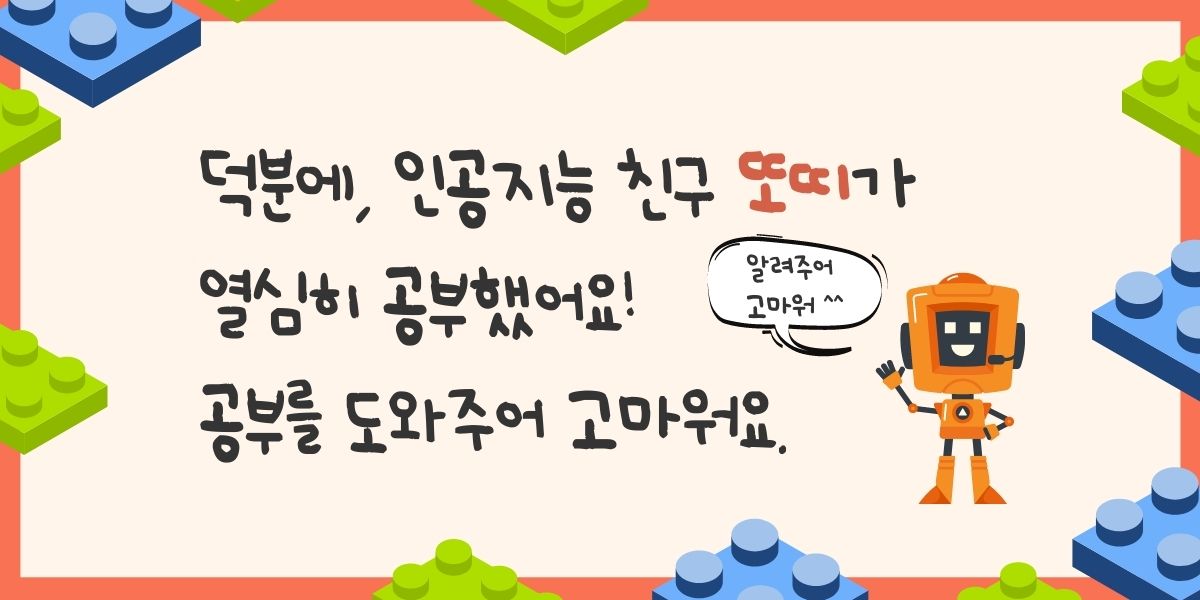 덕분에, 인공지능 친구 또띠가
열심히 공부했어요!
알려주어
고마워 ^^
공부를 도와주어 고마워요.